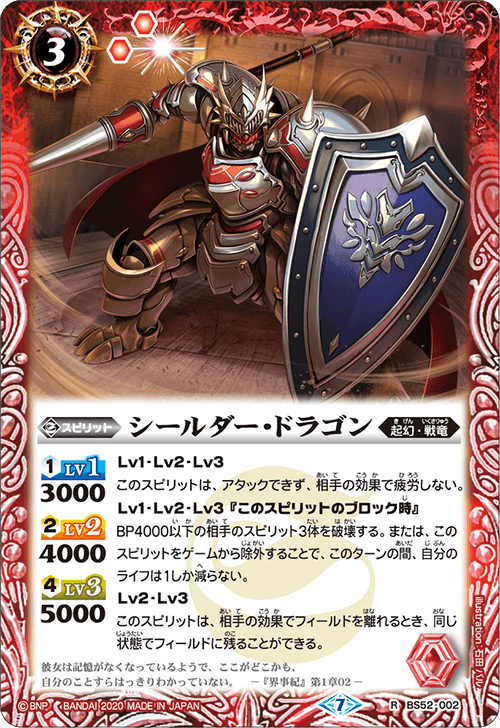 3
スピリット シールダー・ドラゴン 起幻・戦竜
1 LV1 3000
Lv1・Lv2・Lv3
このスピリットは、アタックできず、相手の効果で疲労しない。
2 LV2 4000
Lv1・Lv2・Lv3『このスピリットのブロック時』
BP4000以下の相手のスピリット3体を破壊する。または、この
スピリットをゲームから除外することで、このターンの間、自分の
ライフは1しか減らない。
4 LV3 5000
Lv2・Lv3
このスピリットは、相手の効果でフィールドを離れるとき、同じ
状態でフィールドに残ることができる。
彼女は記憶がなくなっているようで、ここがどこかも、
自分のことすらはっきりわかっていない。 ―『界事紀』第1章02―
Illustration:石田バル
©BNP ©BANDAI 2020 MADE IN JAPAN 7 R BS52-002